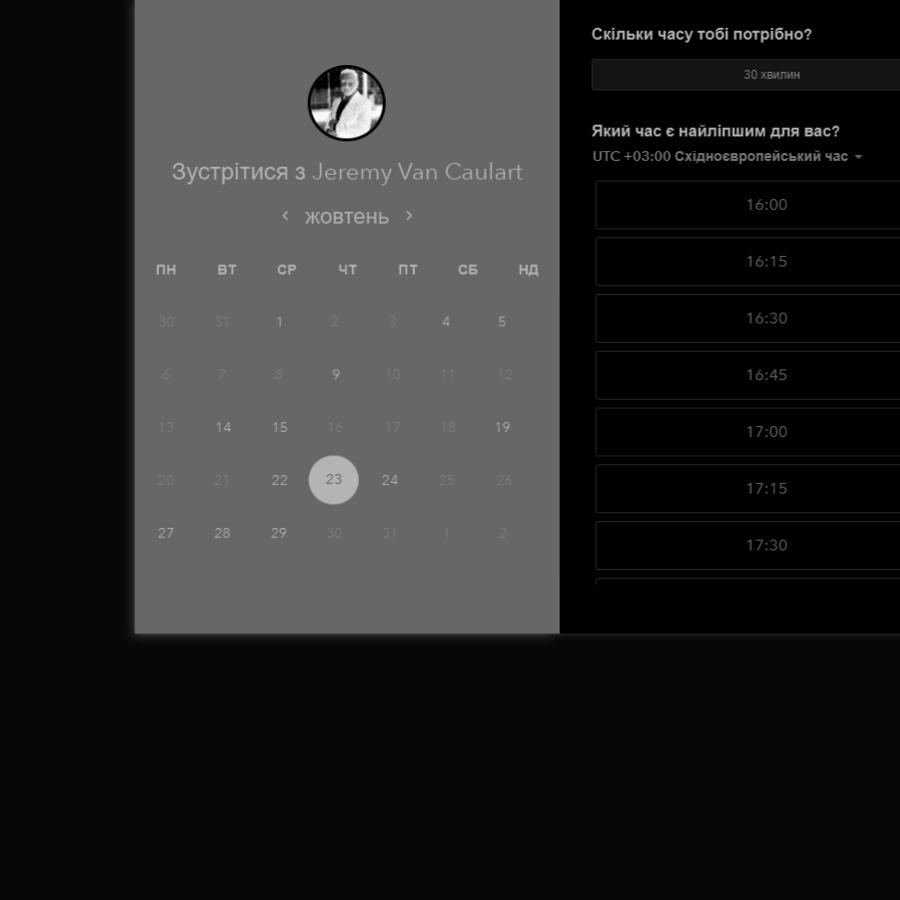 Зустрітися з Jeremy Van Caulart
жовтень
ПН ВТ СР ЧТ ПТ СБ НД
30 31 1 2 3 4 5
6 7 8 9 10 11 12
13 14 15 16 17 18 19
20 21 22 23 24 25 26
27 28 29 30 31 1 2
Скільки часу тобі потрібно?
30 хвилин
Який час є найліпшим для вас?
UTC +03:00 Східноєвропейський час
16:00
16:15
16:30
16:45
17:00
17:15
17:30